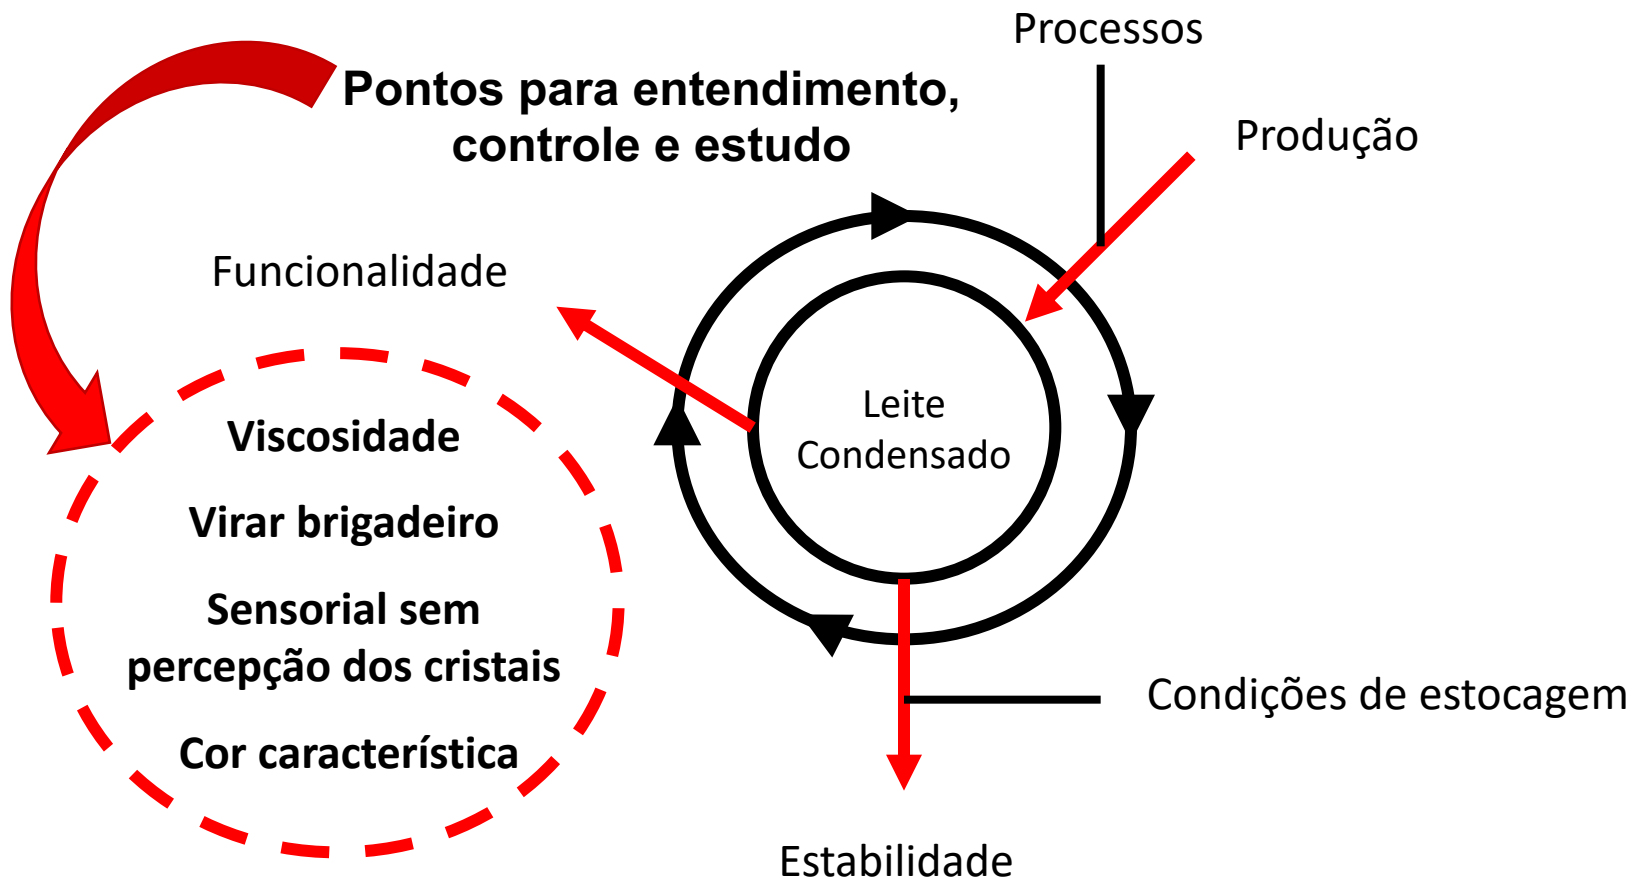 Processos
Pontos para entendimento,
controle e estudo
Produção
Funcionalidade
Leite
Condensado
Viscosidade
Virar brigadeiro
Sensorial sem
percepção dos cristais
Cor característica
Condições de estocagem
Estabilidade